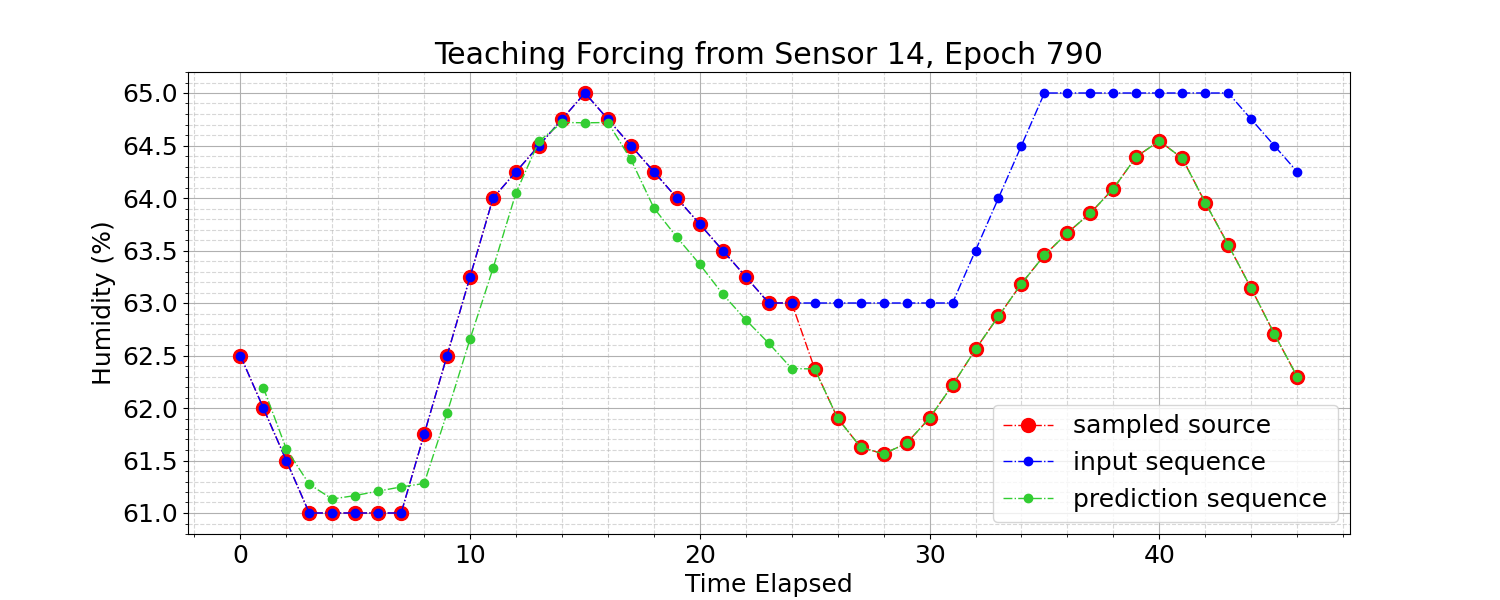 Teaching Forcing from Sensor 14, Epoch 790
Humidity (%)
65.0
64.5
64.0
63.5
63.0
62.5
62.0
61.5
61.0
0 10 20 30 40
Time Elapsed
sampled source
input sequence
prediction sequence